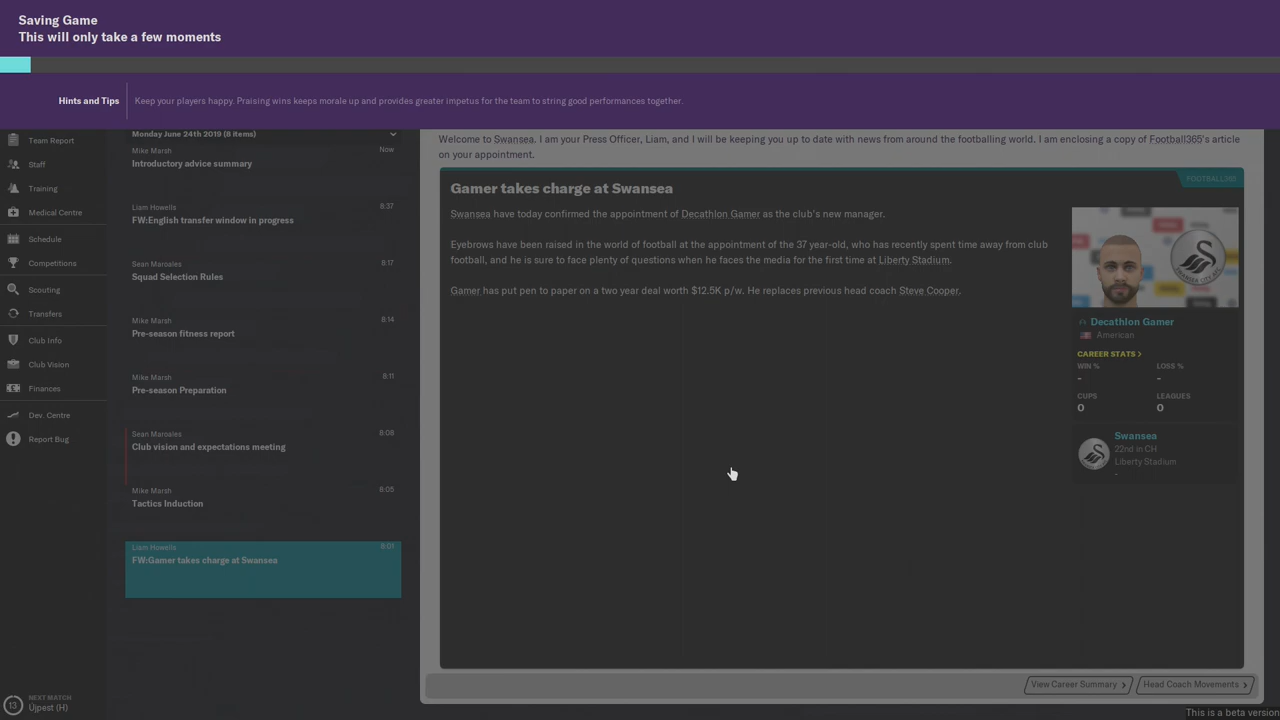 Saving Game
This will only take a few moments
Hints and Tips
Keep your players happy. Praising wins keeps morale up and provides greater impetus for the team to string good performances together.
Team Report
Staff
Training
Medical Centre
Schedule
Competitions
Scouting
Transfers
Club Info
Club Vision
Finances
Dev. Centre
Report Bug
13
NEXT MATCH
Újpest (H)
Monday June 24th 2019 (8 items)
Mike Marsh Now
Introductory advice summary
Liam Howells 8:37
FW:English transfer window in progress
Sean Maroales 8:17
Squad Selection Rules
Mike Marsh 8:14
Pre-season fitness report
Mike Marsh 8:11
Pre-season Preparation
Sean Maroales 8:08
Club vision and expectations meeting
Mike Marsh 8:05
Tactics Induction
Liam Howells 8:01
FW:Gamer takes charge at Swansea
Welcome to Swansea. I am your Press Officer, Liam, and I will be keeping you up to date with news from around the footballing world. I am enclosing a copy of Football365's article
on your appointment.
FOOTBALL365
Gamer takes charge at Swansea
Swansea have today confirmed the appointment of Decathlon Gamer as the club's new manager.
Eyebrows have been raised in the world of football at the appointment of the 37 year-old, who has recently spent time away from club
football, and he is sure to face plenty of questions when he faces the media for the first time at Liberty Stadium.
Gamer has put pen to paper on a two year deal worth $12.5K p/w. He replaces previous head coach Steve Cooper.
Decathlon Gamer
American
CAREER STATS >
WIN % LOSS %
- -
CUPS LEAGUES
0 0
Swansea
22nd in CH
Liberty Stadium
-
View Career Summary >
Head Coach Movements >
This is a beta version